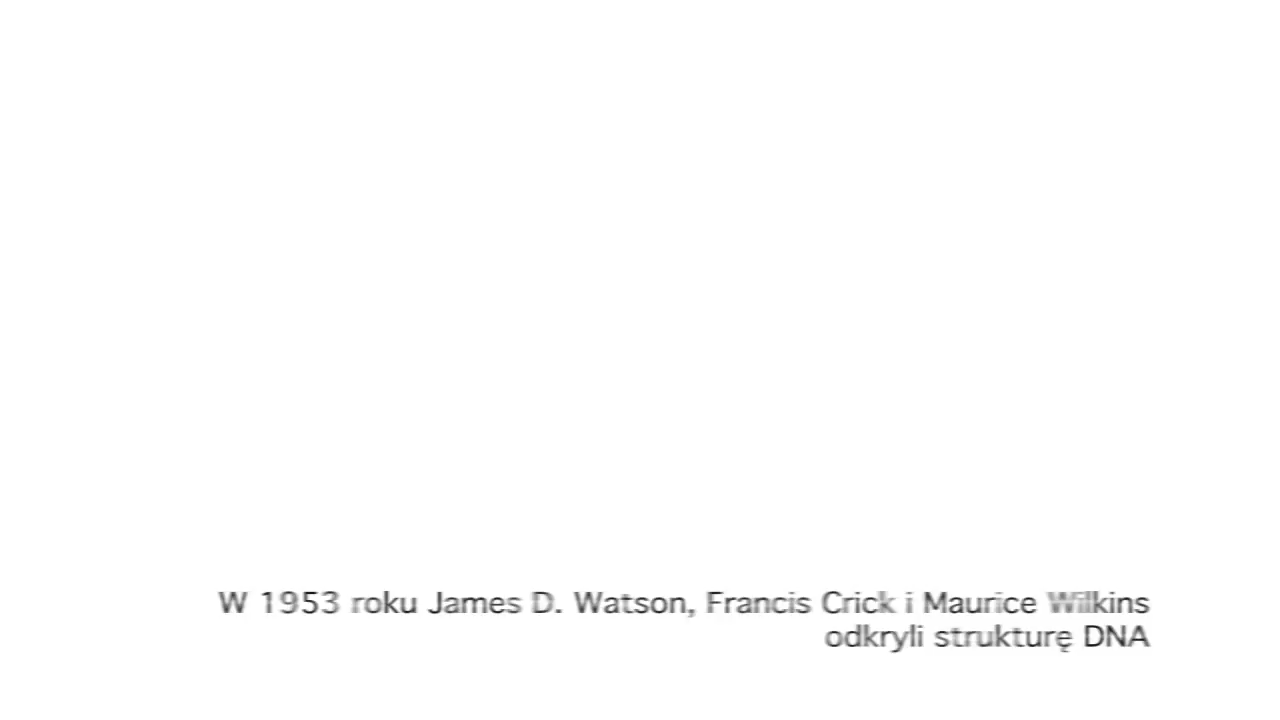 W 1953 roku James D. Watson, Francis Crick i Maurice Wilkins
odkryli strukturę DNA